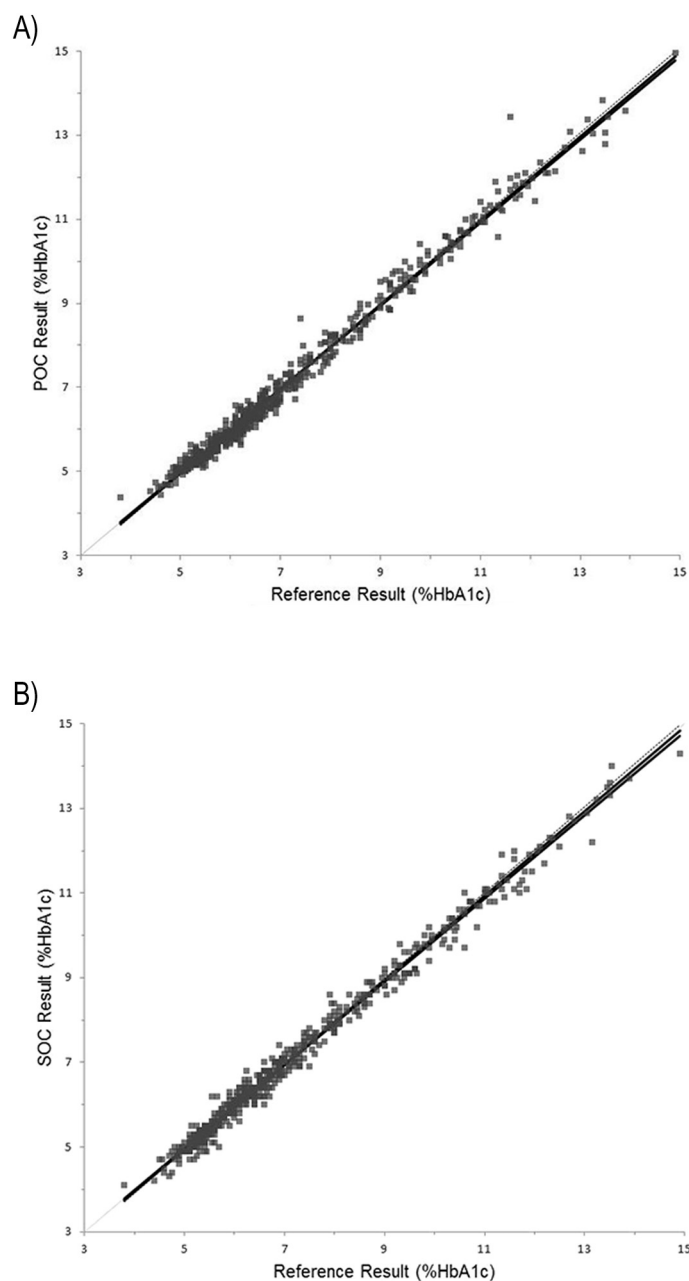 A)
15
13
11
9
7
5
3
POC Result (%HbA1c)
3 5 7 9 11 13 15
Reference Result (%HbA1c)
B)
15
13
11
9
7
5
3
SOC Result (%HbA1c)
3 5 7 9 11 13 15
Reference Result (%HbA1c)